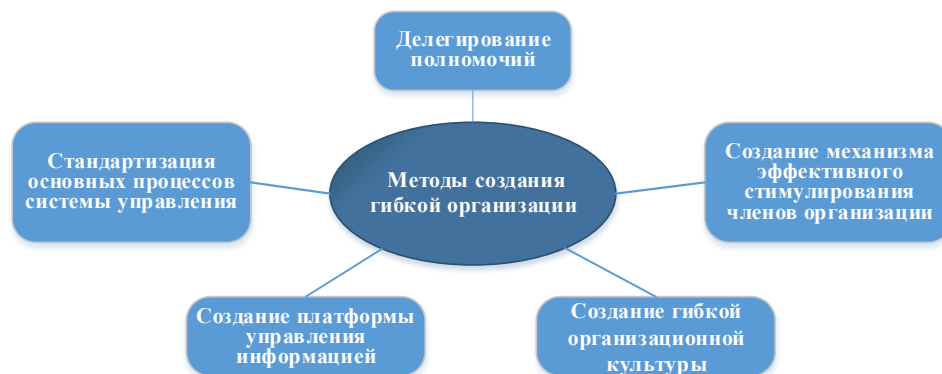 Делегирование
полномочий
Стандартизация
основных процессов
системы управления
Методы создания
гибкой организации
Создание механизма
эффективного
стимулирования
членов организации
Создание платформы
управления
информацией
Создание гибкой
организационной
культуры